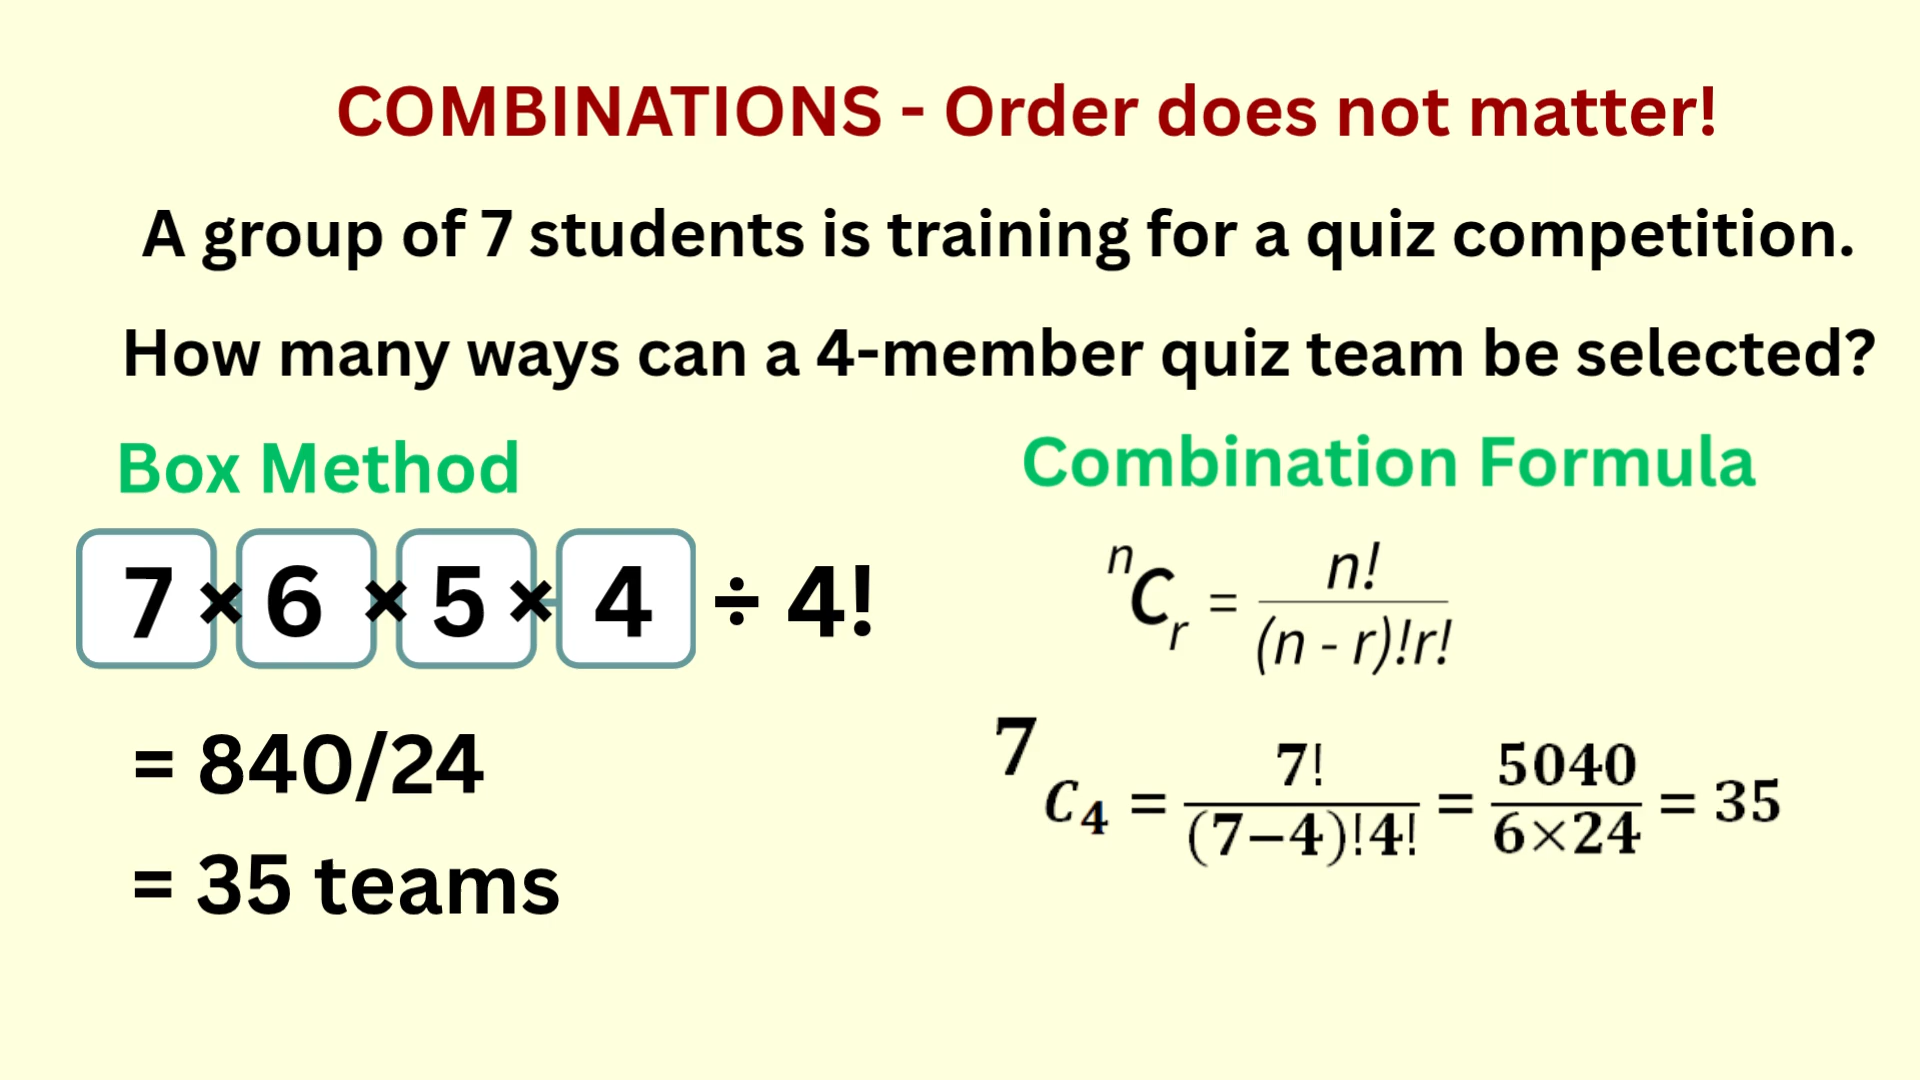 COMBINATIONS - Order does not matter!
A group of 7 students is training for a quiz competition.
How many ways can a 4-member quiz team be selected?
Box Method
7 × 6 × 5 × 4 ÷ 4!
= 840/24
= 35 teams
Combination Formula
ⁿCᵣ = n! / (n - r)!r!
⁷C₄ = 7! / (7−4)!4! = 5040 / 6×24 = 35